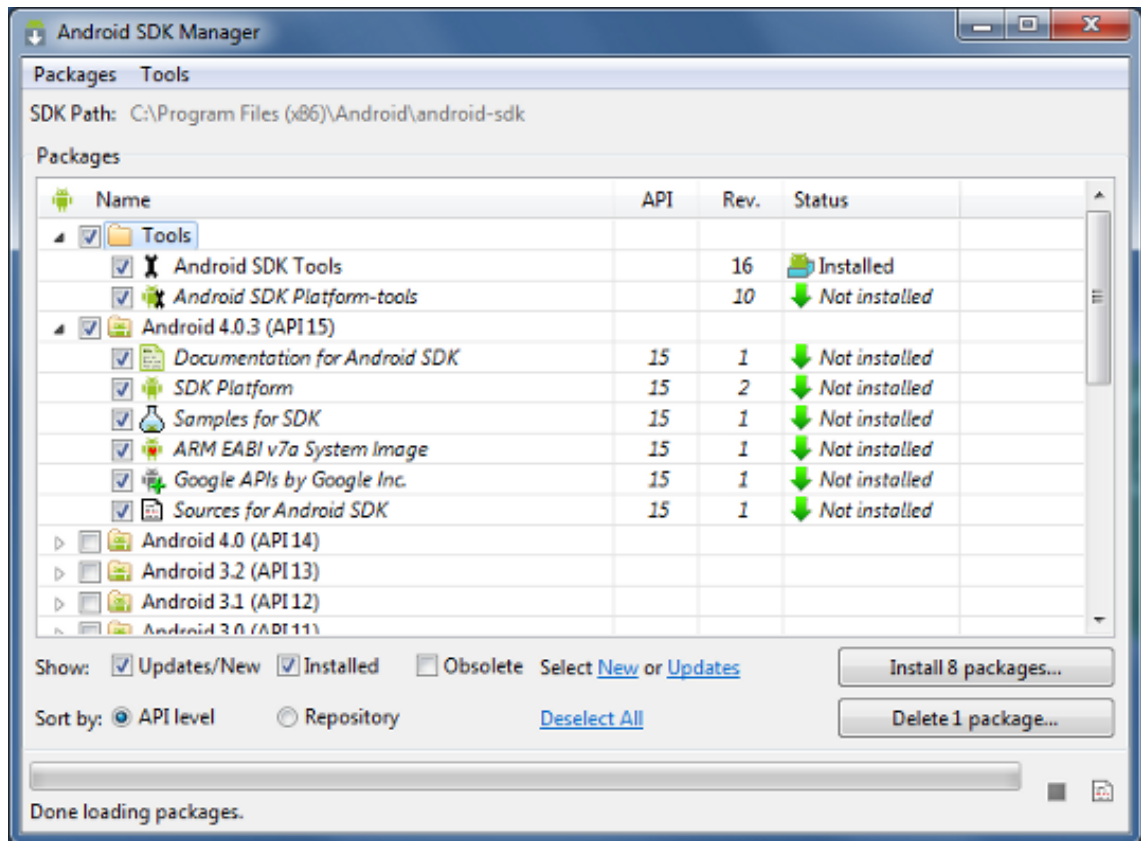 Android SDK Manager
Packages Tools
SDK Path: C:\Program Files (x86)\Android\android-sdk
Packages
Name API Rev. Status
Tools
Android SDK Tools 16 Installed
Android SDK Platform-tools 10 Not installed
Android 4.0.3 (API 15)
Documentation for Android SDK 15 1 Not installed
SDK Platform 15 2 Not installed
Samples for SDK 15 1 Not installed
ARM EABI v7a System Image 15 1 Not installed
Google APIs by Google Inc. 15 1 Not installed
Sources for Android SDK 15 1 Not installed
Android 4.0 (API 14)
Android 3.2 (API 13)
Android 3.1 (API 12)
Android 3.0 (API 11)
Show: Updates/New Installed Obsolete Select New or Updates Install 8 packages...
Sort by: API level Repository Deselect All Delete 1 package...
Done loading packages.